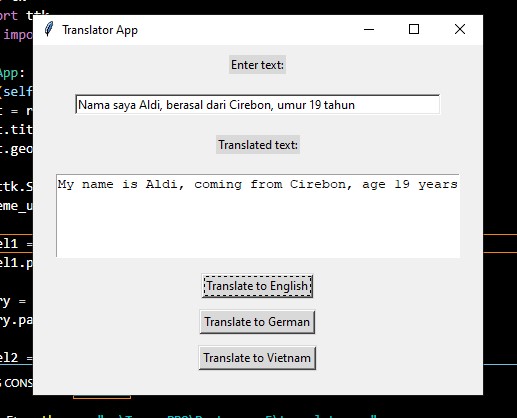 ort ttk
impor
Translator App
Enter text:
App:
(self
Nama saya Aldi, berasal dari Cirebon, umur 19 tahun
t = r
t.tit
Translated text:
t.geo
ttk.S
My name is Aldi, coming from Cirebon, age 19 years
eme_u
el1 =
el1.p
Translate to English
ry =
Translate to German
ry.pa
el2 =
Translate to Vietnam
CONS